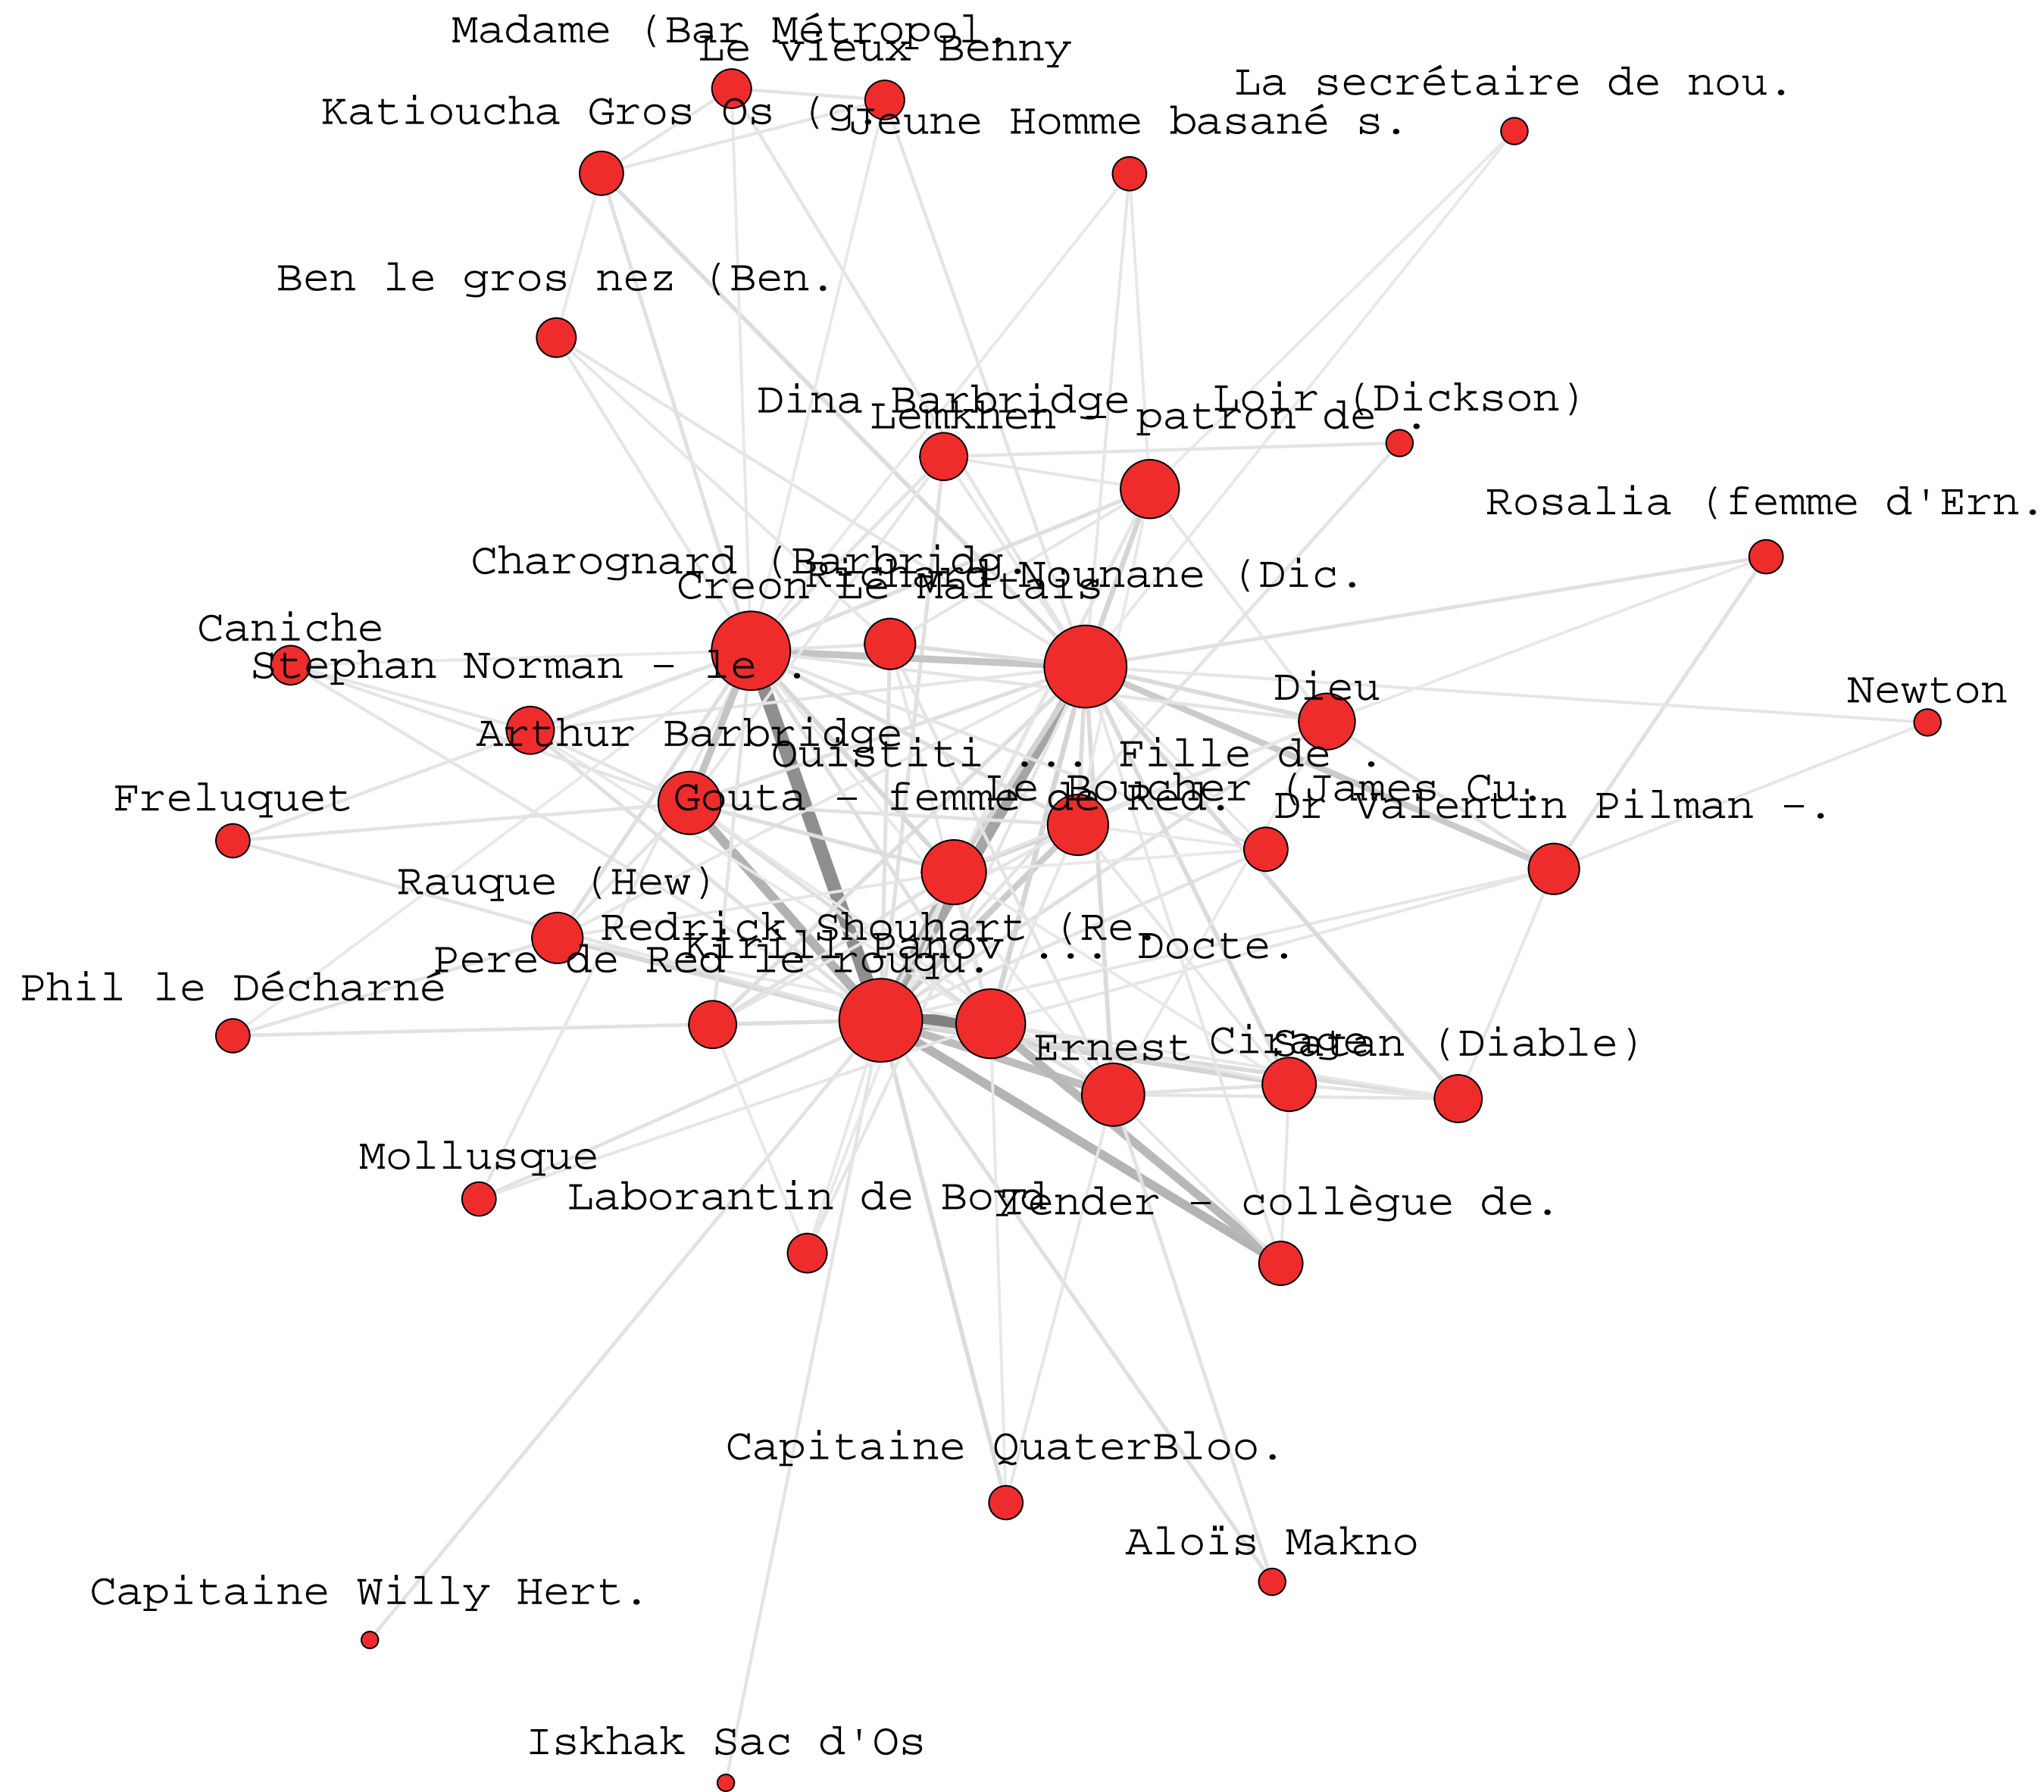 Madame (Bar Métropol.
Le vieux Benny
La secrétaire de nou.
Katioucha Gros Os (g.
Jeune Homme basané s.
Ben le gros nez (Ben.
Dina Barbridge
Loir (Dickson)
Lemkhen - patron de .
Rosalia (femme d'Ern.
Charognard (Barbridg.
Richard Nounane (Dic.
Creon Le Maltais
Caniche
Stephan Norman - le .
Dieu
Newton
Arthur Barbridge
Ouistiti ... Fille de .
Le Boucher (James Cu.
Gouta - femme de Red.
Dr Valentin Pilman -.
Freluquet
Rauque (Hew)
Redrick Shouhart (Re.
Kirill Panov ... Docte.
Pere de Red le rouqu.
Phil le Décharné
Ernest
Cirage
Satan (Diable)
Mollusque
Laborantin de Boyd
Tender - collègue de.
Capitaine QuaterBloo.
Aloïs Makno
Capitaine Willy Hert.
Iskhak Sac d'Os